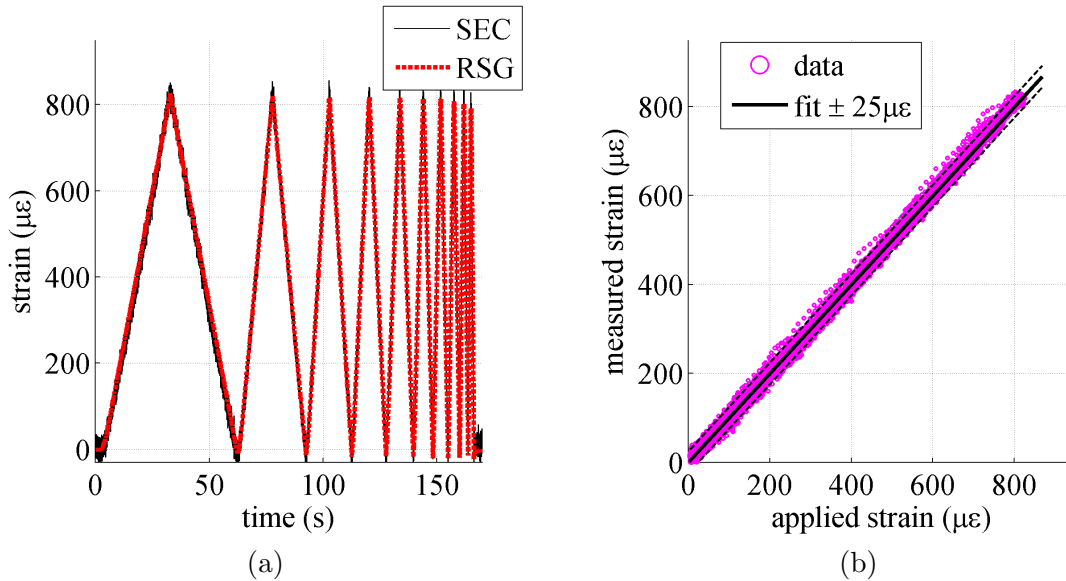 SEC
RSG
800
600
400
200
0
strain (με)
0 50 100 150
time (s)
(a)
data
fit ± 25με
800
600
400
200
0
measured strain (με)
0 200 400 600 800
applied strain (με)
(b)